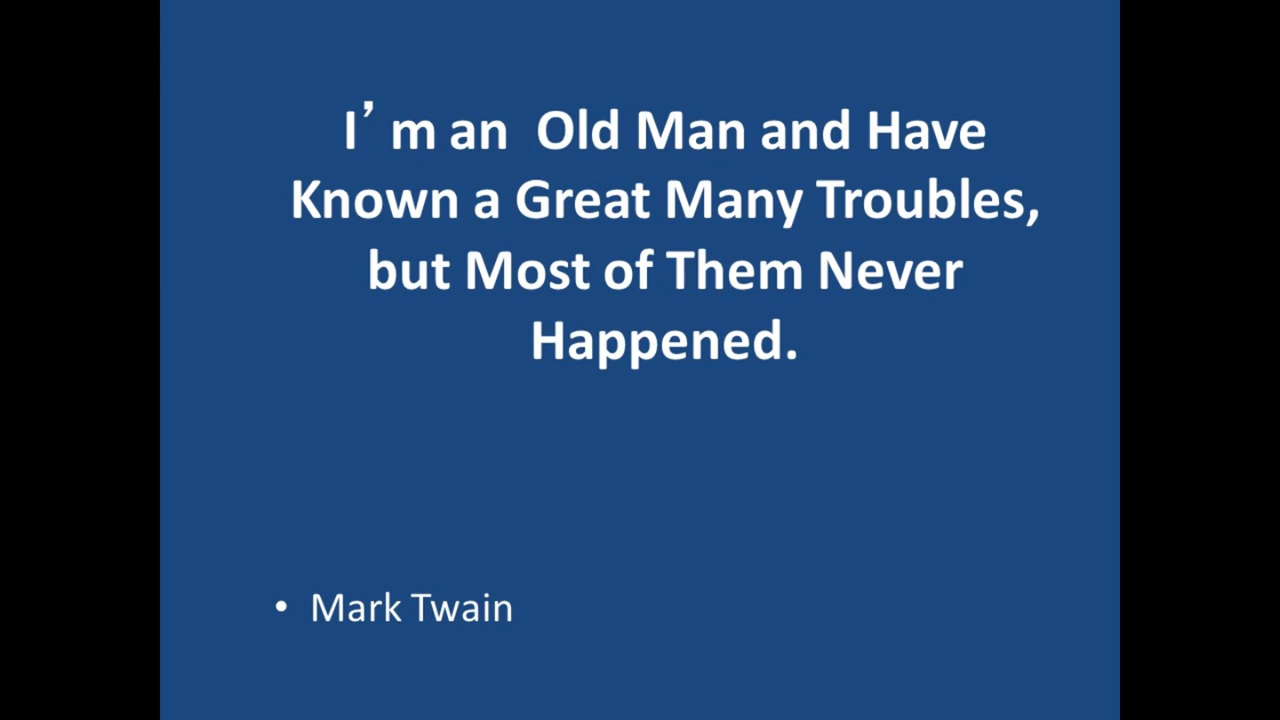 I’m an Old Man and Have
Known a Great Many Troubles,
but Most of Them Never
Happened.
• Mark Twain